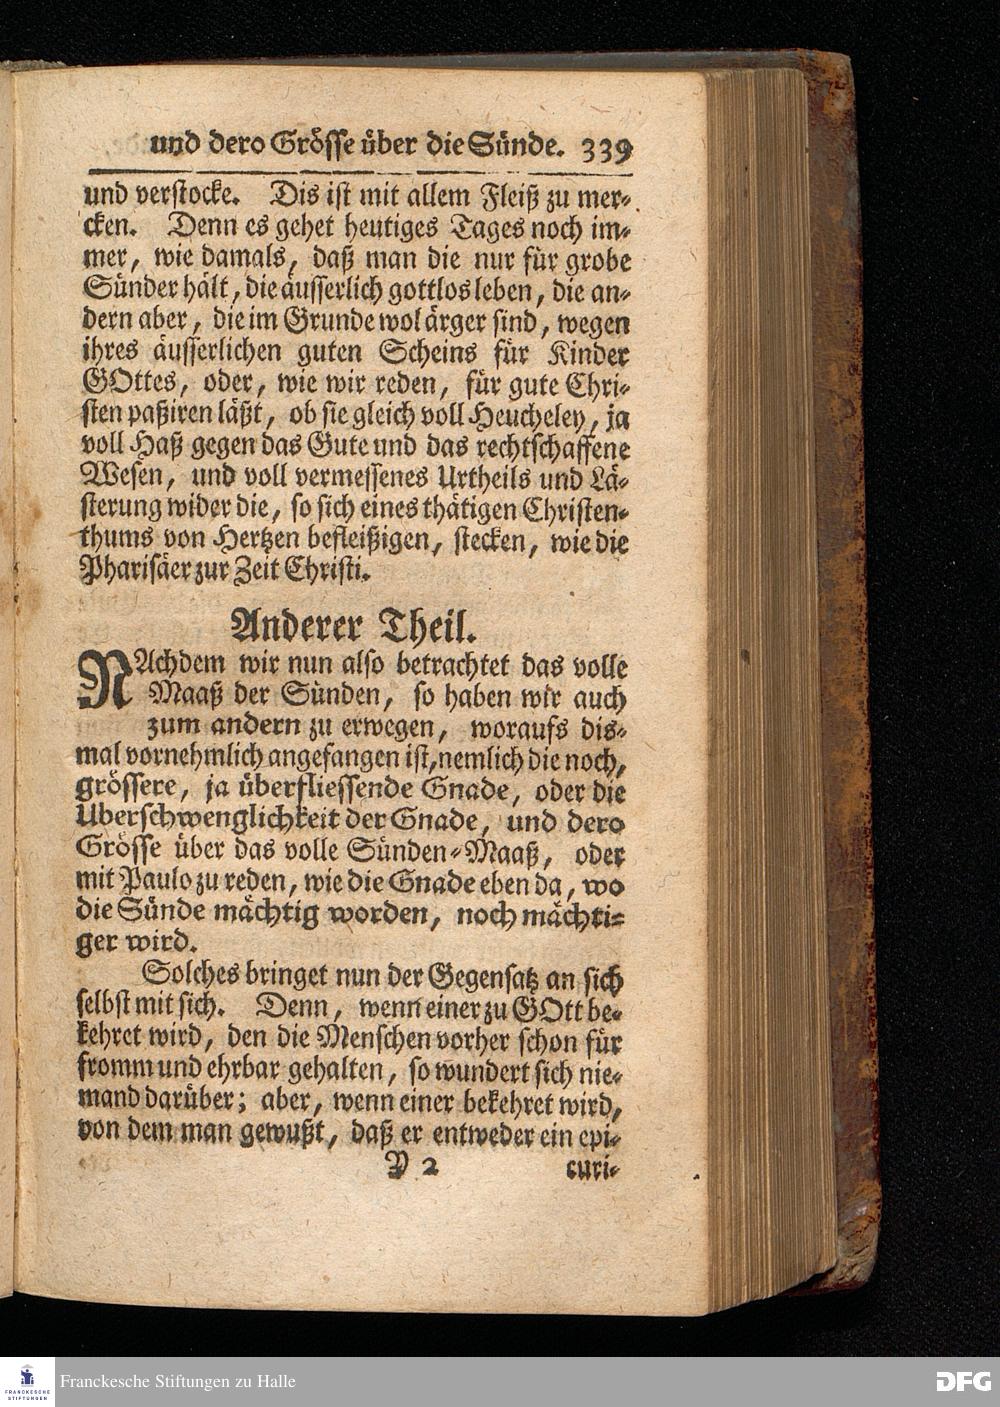 und dero Grösse über die Sünde. 339
und verstocke. Dis ist mit allem Fleiß zu mer-
cken. Denn es gehet heutiges Tages noch im-
mer, wie damals, daß man die nur für grobe
Sünder hält, die äusserlich gottlos leben, die an-
dern aber, die im Grunde wol ärger sind, wegen
ihres äusserlichen guten Scheins für Kinder
GOttes, oder, wie wir reden, für gute Chri-
sten paßiren läßt, ob sie gleich voll Heucheley, ja
voll Haß gegen das Gute und das rechtschaffene
Wesen, und voll vermessenes Urtheils und Lä-
sterung wider die, so sich eines thätigen Christen-
thums von Hertzen befleißigen, stecken, wie die
Pharisäer zur Zeit Christi.
Anderer Theil.
NAchdem wir nun also betrachtet das volle
Maaß der Sünden, so haben wir auch
zum andern zu erwegen, woraufs dis-
mal vornehmlich angefangen ist, nemlich die noch,
grössere, ja überfliessende Gnade, oder die
Uberschwenglichkeit der Gnade, und dero
Grösse über das volle Sünden-Maaß, oder
mit Paulo zu reden, wie die Gnade eben da, wo
die Sünde mächtig worden, noch mächti-
ger wird.
Solches bringet nun der Gegensatz an sich
selbst mit sich. Denn, wenn einer zu GOtt be-
kehret wird, den die Menschen vorher schon für
fromm und ehrbar gehalten, so wundert sich nie-
mand darüber; aber, wenn einer bekehret wird,
von dem man gewußt, daß er entweder ein epi-
Y 2 curi-
FRANCKESCHE
STIFTUNGEN
Franckesche Stiftungen zu Halle
DFG